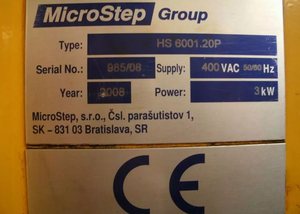 MicroStep Group
Type: HS 6001.20P
Serial No.: 985/08 Supply: 400 VAC 50/60 Hz
Year: 2008 Power: 3 kW
MicroStep, s.r.o., Čsl. parašutistov 1,
SK - 831 03 Bratislava, SR
CE